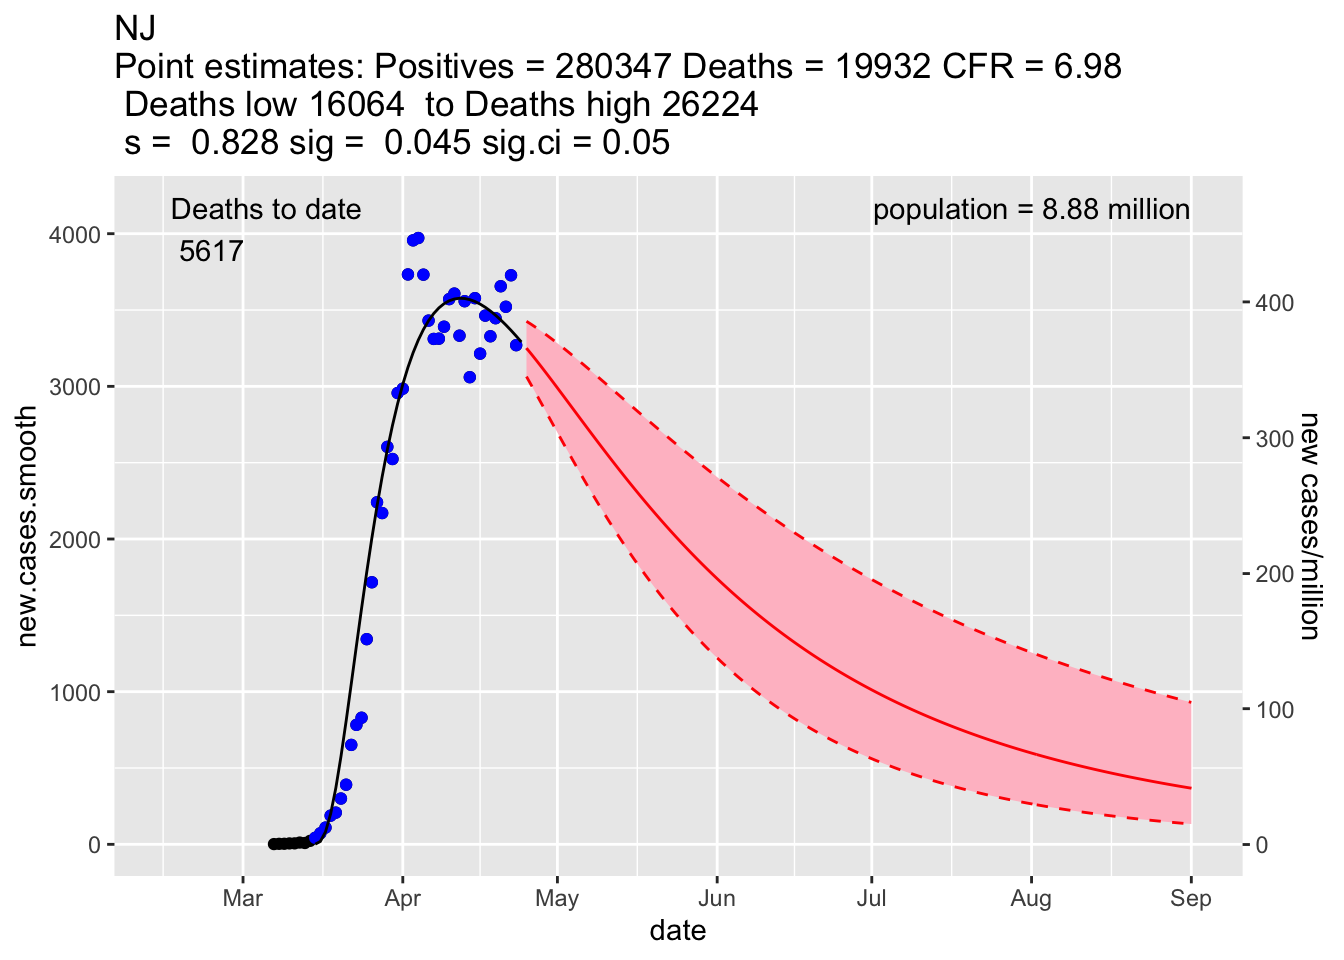 NJ
Point estimates: Positives = 280347 Deaths = 19932 CFR = 6.98
Deaths low 16064  to Deaths high 26224
s =  0.828 sig =  0.045 sig.ci = 0.05
Deaths to date
5617
population = 8.88 million
new.cases.smooth
4000
3000
2000
1000
0
400
300
200
100
0
new cases/million
Mar
Apr
May
Jun
Jul
Aug
Sep
date